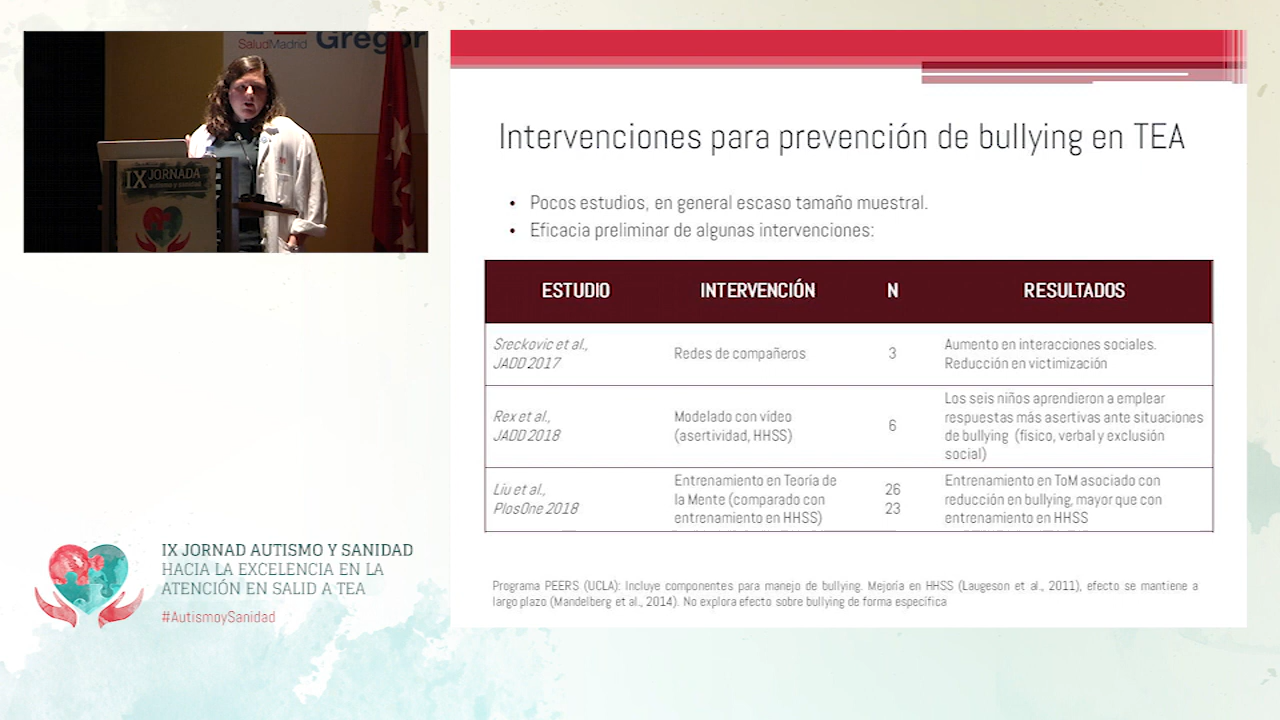 SaludMadrid
Gregor
IX JORNADA
autismo y sanidad
Intervenciones para prevención de bullying en TEA
• Pocos estudios, en general escaso tamaño muestral.
• Eficacia preliminar de algunas intervenciones:
ESTUDIO INTERVENCIÓN N RESULTADOS
Sreckovic et al.,
JADD 2017
Redes de compañeros
3
Aumento en interacciones sociales.
Reducción en victimización
Rex et al.,
JADD 2018
Modelado con vídeo
(asertividad, HHSS)
6
Los seis niños aprendieron a emplear
respuestas más asertivas ante situaciones
de bullying (físico, verbal y exclusión
social)
Liu et al.,
PlosOne 2018
Entrenamiento en Teoría de
la Mente (comparado con
entrenamiento en HHSS)
26
23
Entrenamiento en ToM asociado con
reducción en bullying, mayor que con
entrenamiento en HHSS
Programa PEERS (UCLA): Incluye componentes para manejo de bullying. Mejoría en HHSS (Laugeson et al., 2011), efecto se mantiene a
largo plazo (Mandelberg et al., 2014). No explora efecto sobre bullying de forma específica
IX JORNAD AUTISMO Y SANIDAD
HACIA LA EXCELENCIA EN LA
ATENCIÓN EN SALID A TEA
#AutismoySanidad